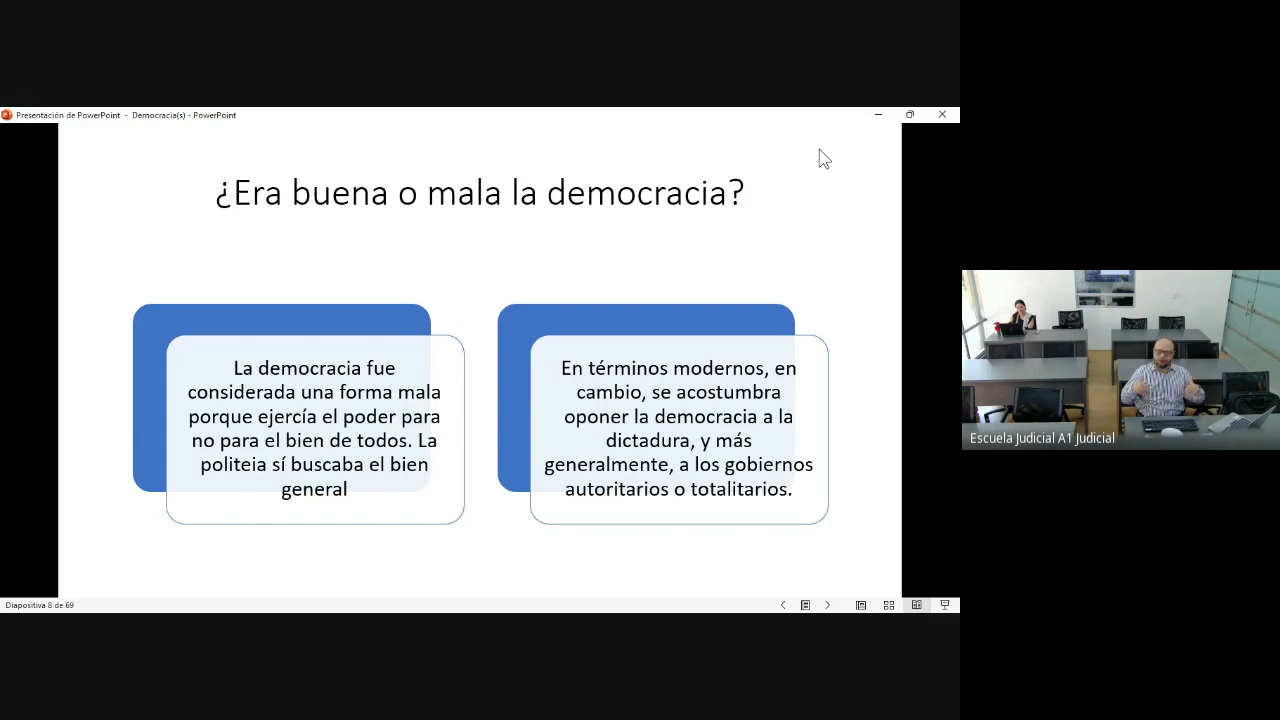 Presentación de PowerPoint - Democracia(s) - PowerPoint
¿Era buena o mala la democracia?
La democracia fue
considerada una forma mala
porque ejercía el poder para
no para el bien de todos. La
politeia sí buscaba el bien
general
En términos modernos, en
cambio, se acostumbra
oponer la democracia a la
dictadura, y más
generalmente, a los gobiernos
autoritarios o totalitarios.
Escuela Judicial A1 Judicial
Diapositiva 8 de 69